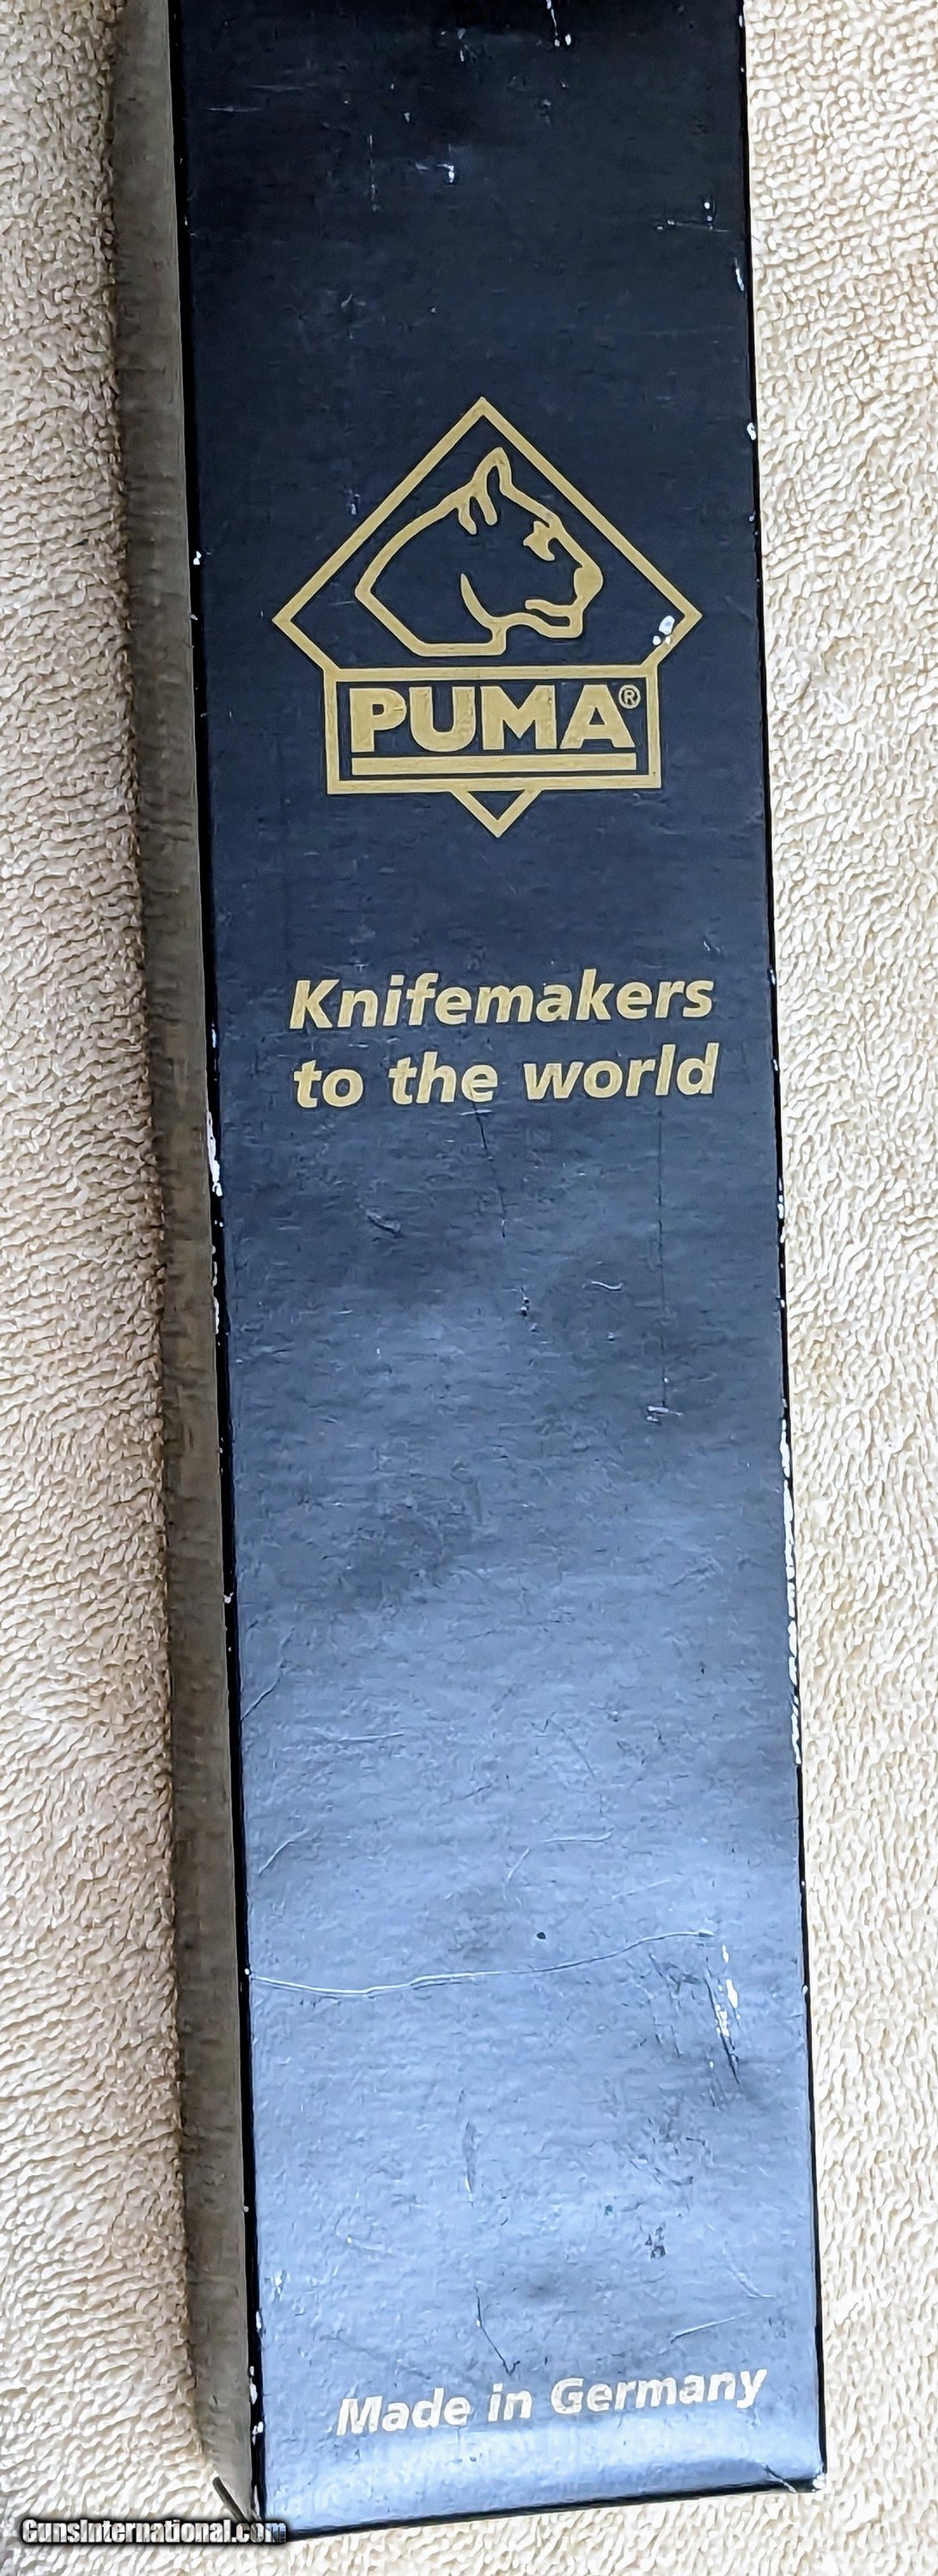 PUMA®
Knifemakers
to the world
Made in Germany
GunsInternational.com